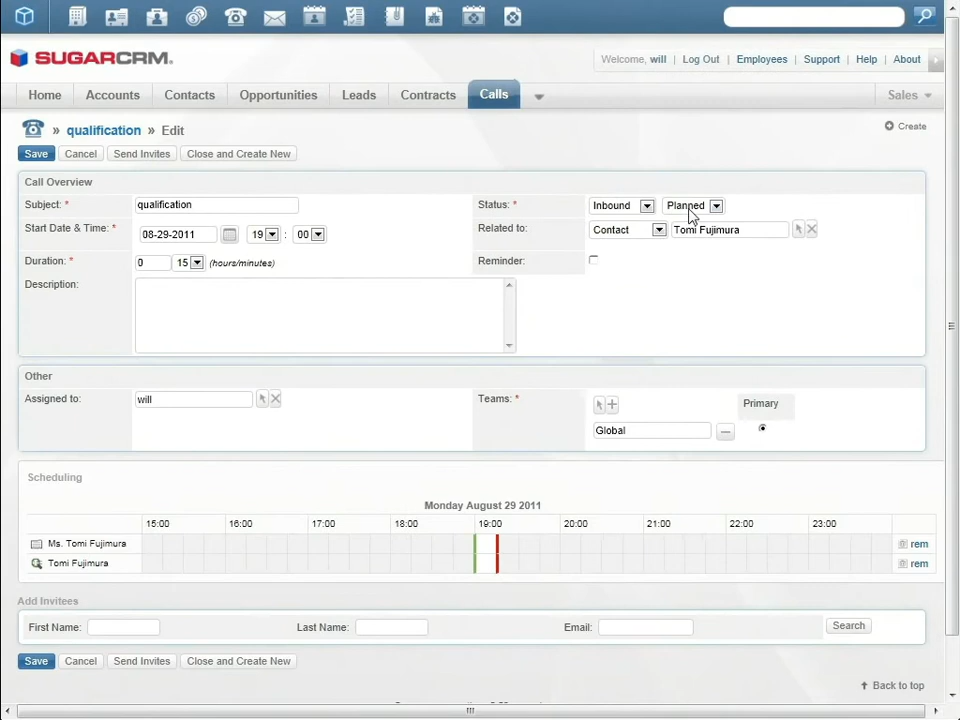 SUGARCRM.
Welcome, will | Log Out | Employees | Support | Help | About
Home Accounts Contacts Opportunities Leads Contracts Calls Sales
» qualification » Edit
Create
Save Cancel Send Invites Close and Create New
Call Overview
Subject: * qualification Status: * Inbound Planned
Start Date & Time: * 08-29-2011 19 : 00 Related to: Contact Tomi Fujimura
Duration: * 0 15 (hours/minutes) Reminder:
Description:
Other
Assigned to: will Teams: * Primary
Global
Scheduling
Monday August 29 2011
15:00 16:00 17:00 18:00 19:00 20:00 21:00 22:00 23:00
Ms. Tomi Fujimura rem
Tomi Fujimura rem
Add Invitees
First Name: Last Name: Email: Search
Save Cancel Send Invites Close and Create New
Back to top